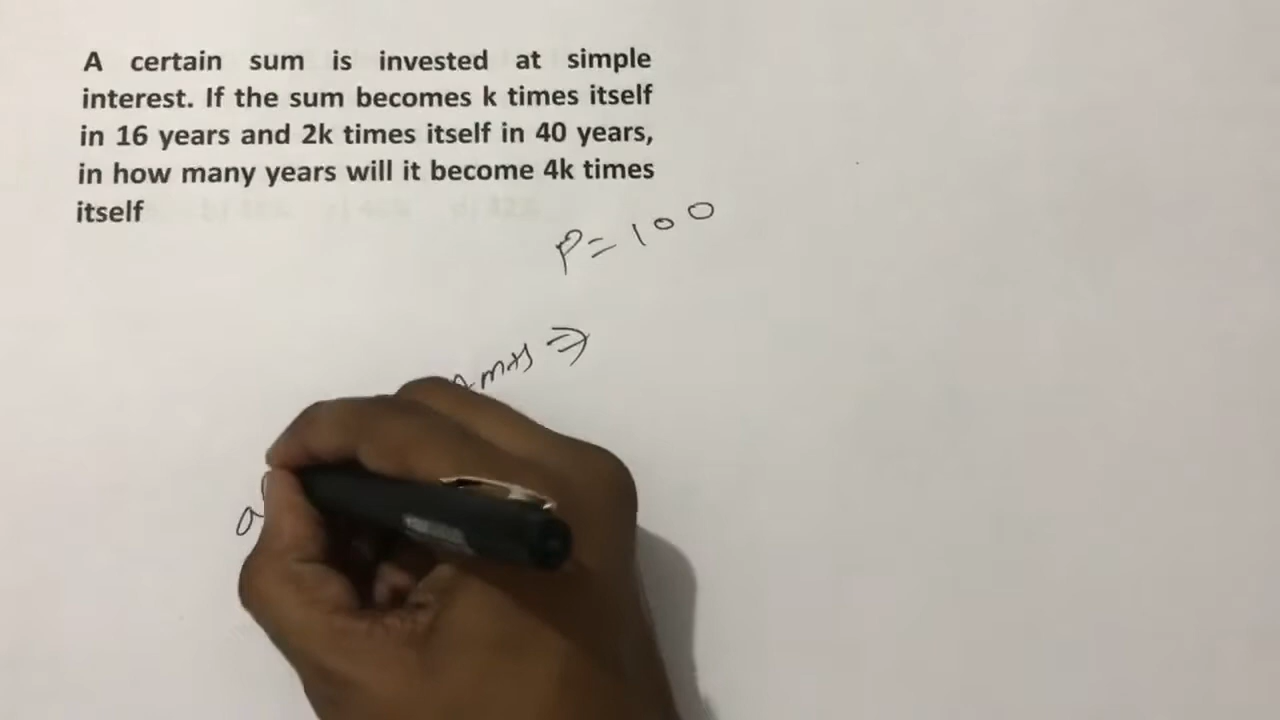 A certain sum is invested at simple
interest. If the sum becomes k times itself
in 16 years and 2k times itself in 40 years,
in how many years will it become 4k times
itself
P = 100